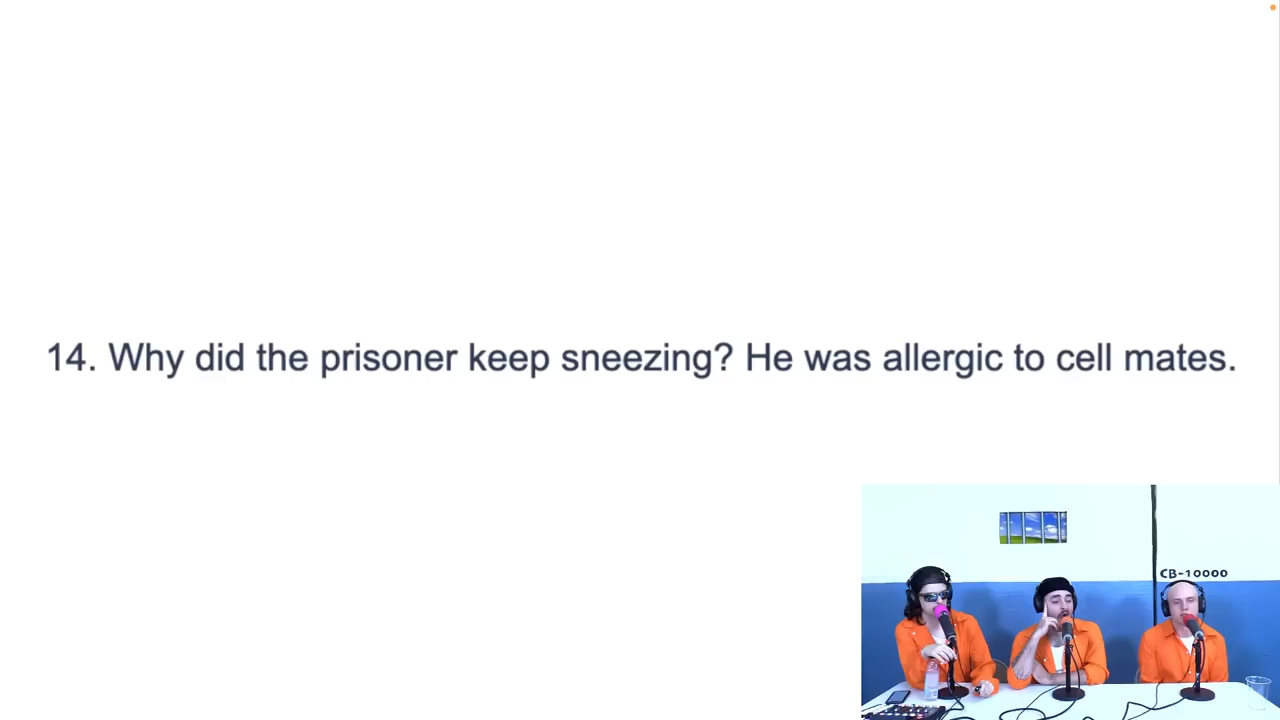 14. Why did the prisoner keep sneezing? He was allergic to cell mates.
CB-10000